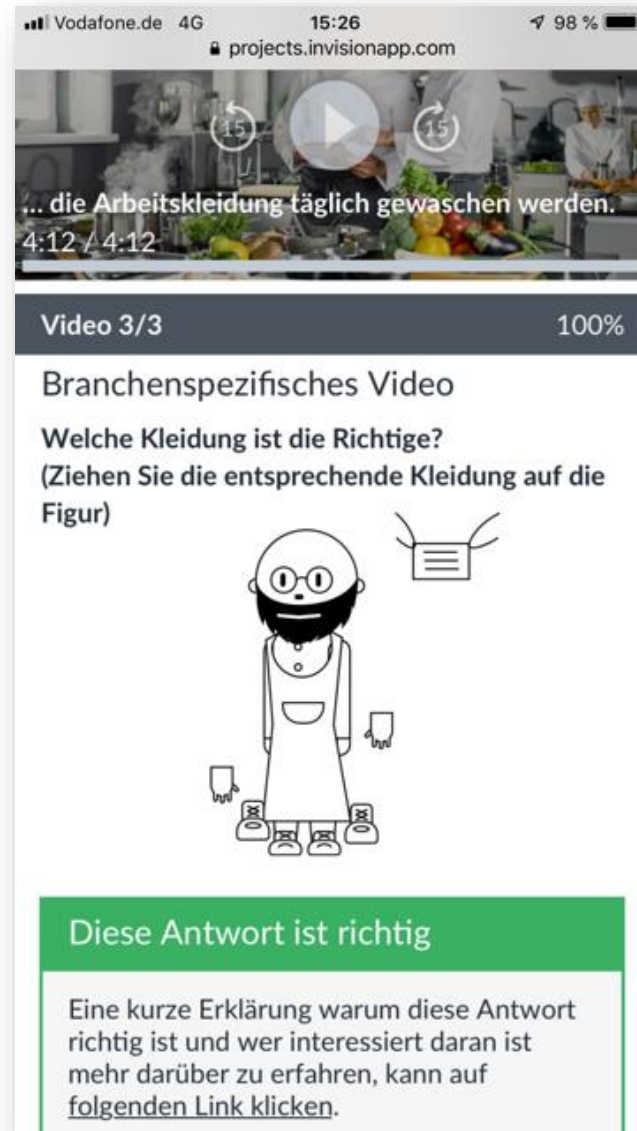 Vodafone.de 4G 15:26 98 %
projects.invisionapp.com
15 15
... die Arbeitskleidung täglich gewaschen werden.
4:12 / 4:12
Video 3/3 100%
Branchenspezifisches Video
Welche Kleidung ist die Richtige?
(Ziehen Sie die entsprechende Kleidung auf die
Figur)
Diese Antwort ist richtig
Eine kurze Erklärung warum diese Antwort
richtig ist und wer interessiert daran ist
mehr darüber zu erfahren, kann auf
folgenden Link klicken.